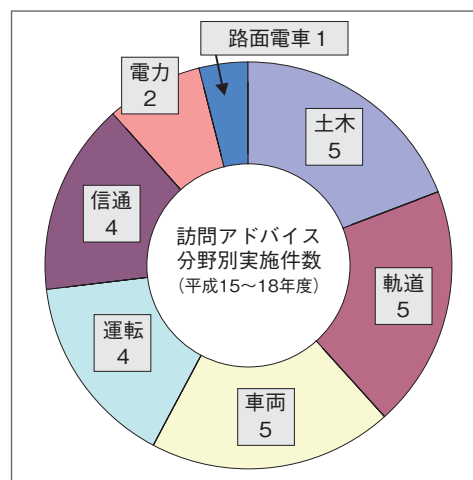 路面電車 1
土木
5
軌道
5
車両
5
運転
4
信通
4
電力
2
訪問アドバイス
分野別実施件数
（平成15〜18年度）